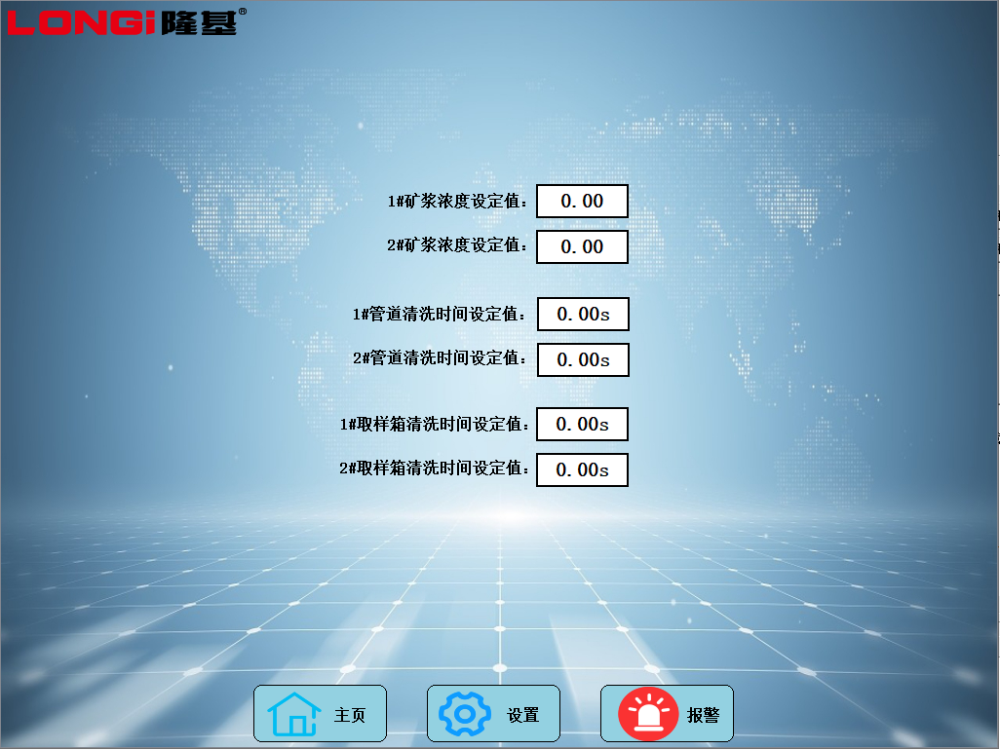 LONGi隆基®
1#矿浆浓度设定值： 0.00
2#矿浆浓度设定值： 0.00
1#管道清洗时间设定值： 0.00s
2#管道清洗时间设定值： 0.00s
1#取样箱清洗时间设定值： 0.00s
2#取样箱清洗时间设定值： 0.00s
主页 设置 报警